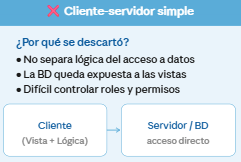 ❌ Cliente-servidor simple
¿Por qué se descartó?
• No separa lógica del acceso a datos
• La BD queda expuesta a las vistas
• Difícil controlar roles y permisos
Cliente
(Vista + Lógica)
Servidor / BD
acceso directo